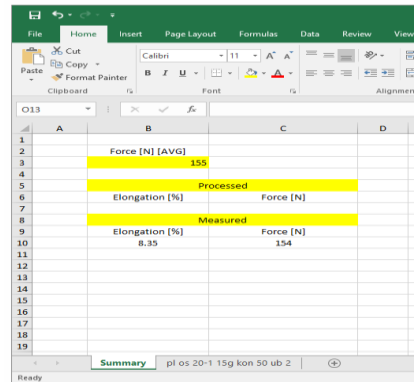 File Home Insert Page Layout Formulas Data Review View
Cut
Copy
Format Painter
Paste
Calibri 11 A A
B I U A
Clipboard Font Alignmen
O13 fx
A B C D
1
2 Force [N] [AVG]
3 155
4
5 Processed
6 Elongation [%] Force [N]
7
8 Measured
9 Elongation [%] Force [N]
10 8.35 154
11
12
13
14
15
16
17
18
19
Summary pl os 20-1 15g kon 50 ub 2
Ready